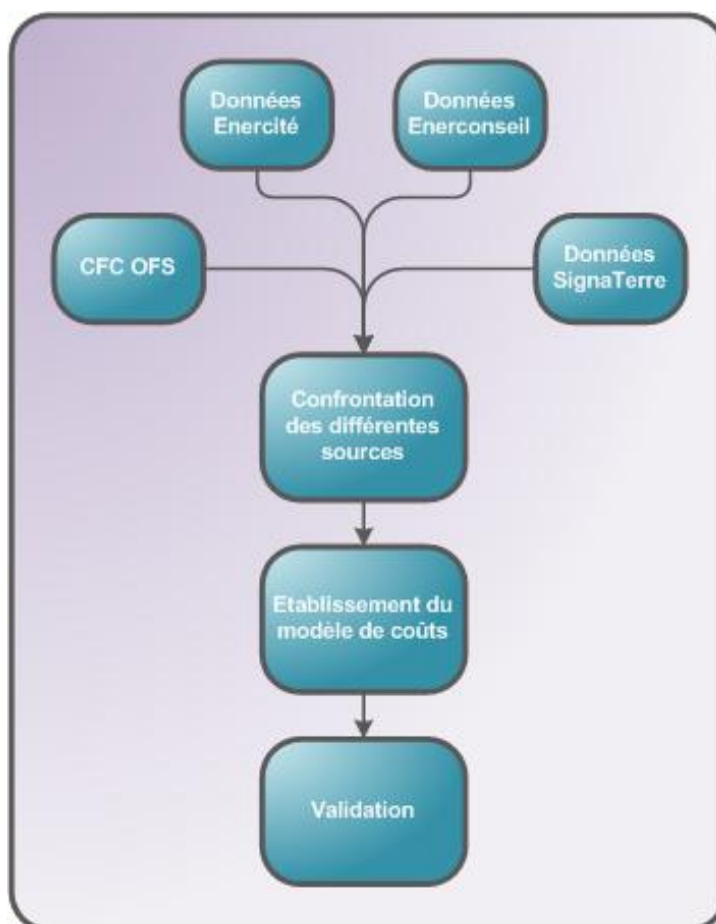 Données
Enercité
Données
Enerconseil
CFC OFS
Données
SignaTerre
Confrontation
des différentes
sources
Etablissement du
modèle de coûts
Validation